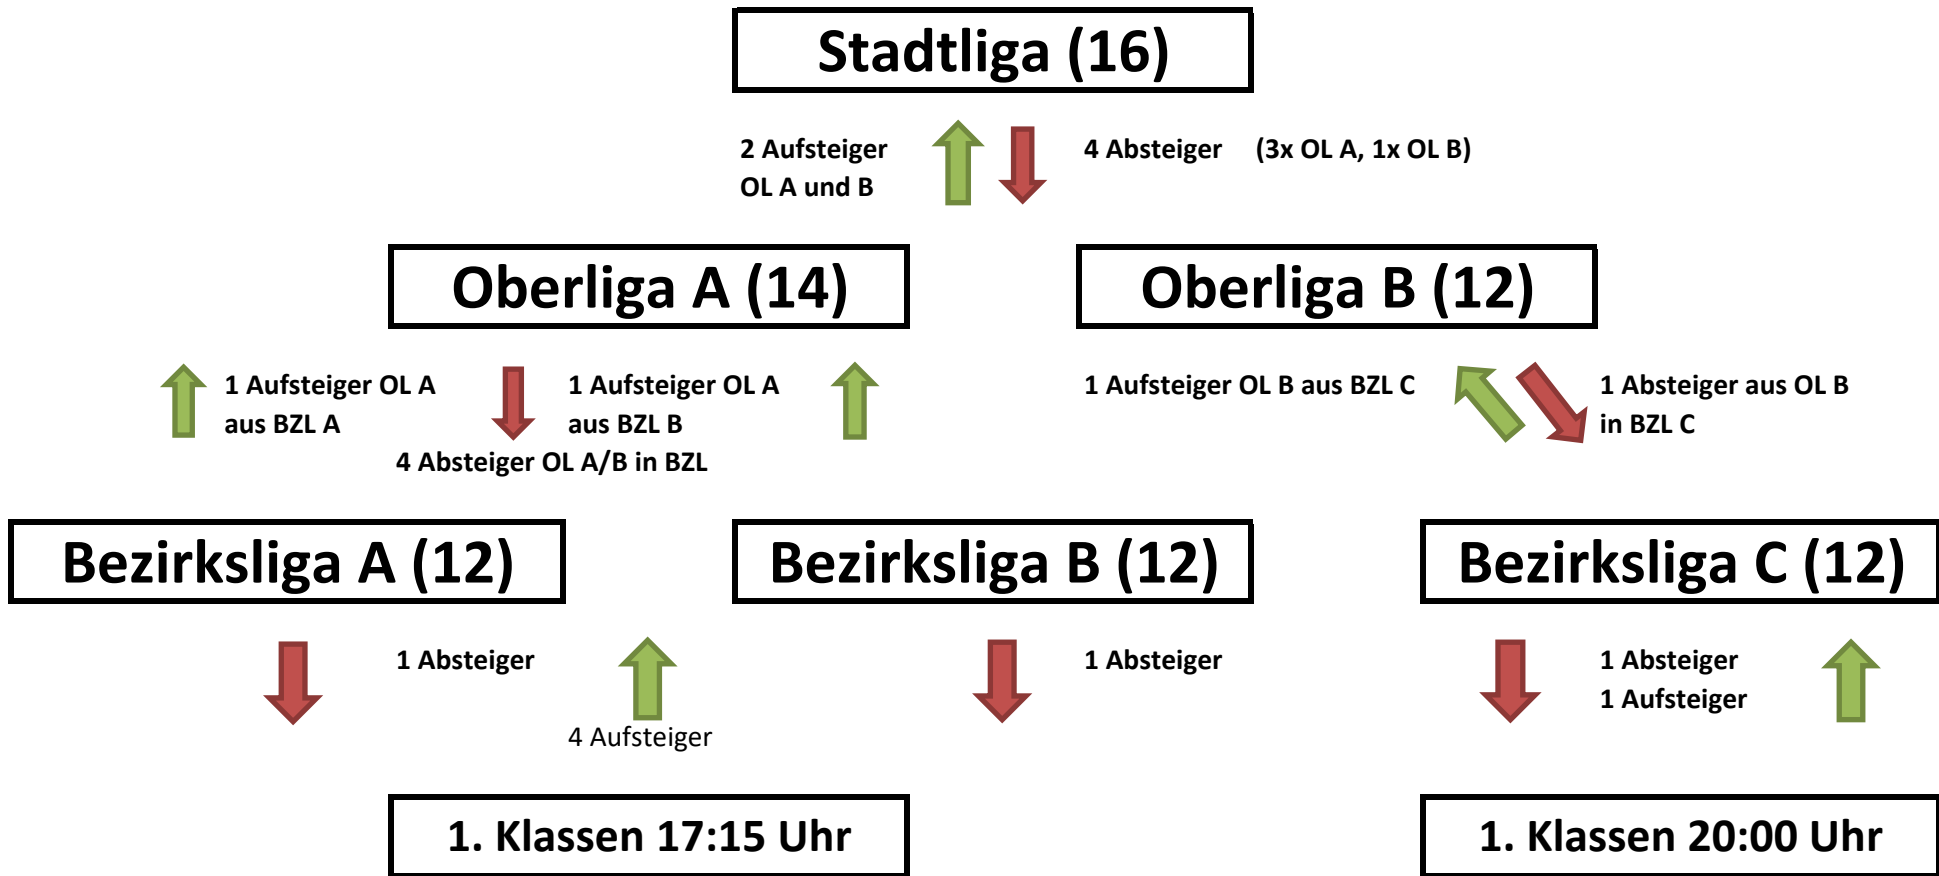 Stadtliga (16)
2 Aufsteiger
OL A und B
4 Absteiger (3x OL A, 1x OL B)
Oberliga A (14)
Oberliga B (12)
1 Aufsteiger OL A
aus BZL A
1 Aufsteiger OL A
aus BZL B
4 Absteiger OL A/B in BZL
1 Aufsteiger OL B aus BZL C
1 Absteiger aus OL B
in BZL C
Bezirksliga A (12)
Bezirksliga B (12)
Bezirksliga C (12)
1 Absteiger
4 Aufsteiger
1 Absteiger
1 Absteiger
1 Aufsteiger
1. Klassen 17:15 Uhr
1. Klassen 20:00 Uhr